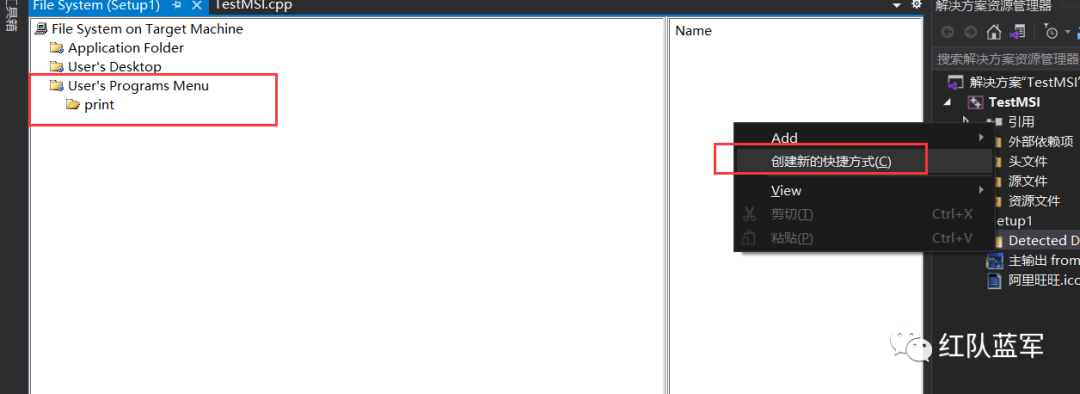 工具箱
File System (Setup1)
TestMSI.cpp
File System on Target Machine
Application Folder
User's Desktop
User's Programs Menu
print
Name
Add
创建新的快捷方式(C)
View
剪切(T) Ctrl+X
粘贴(P) Ctrl+V
解决方案资源管理器
搜索解决方案资源管理器
解决方案"TestMSI"
TestMSI
引用
外部依赖项
头文件
源文件
资源文件
etup1
Detected D
主输出 from
阿里旺旺.ico
红队蓝军